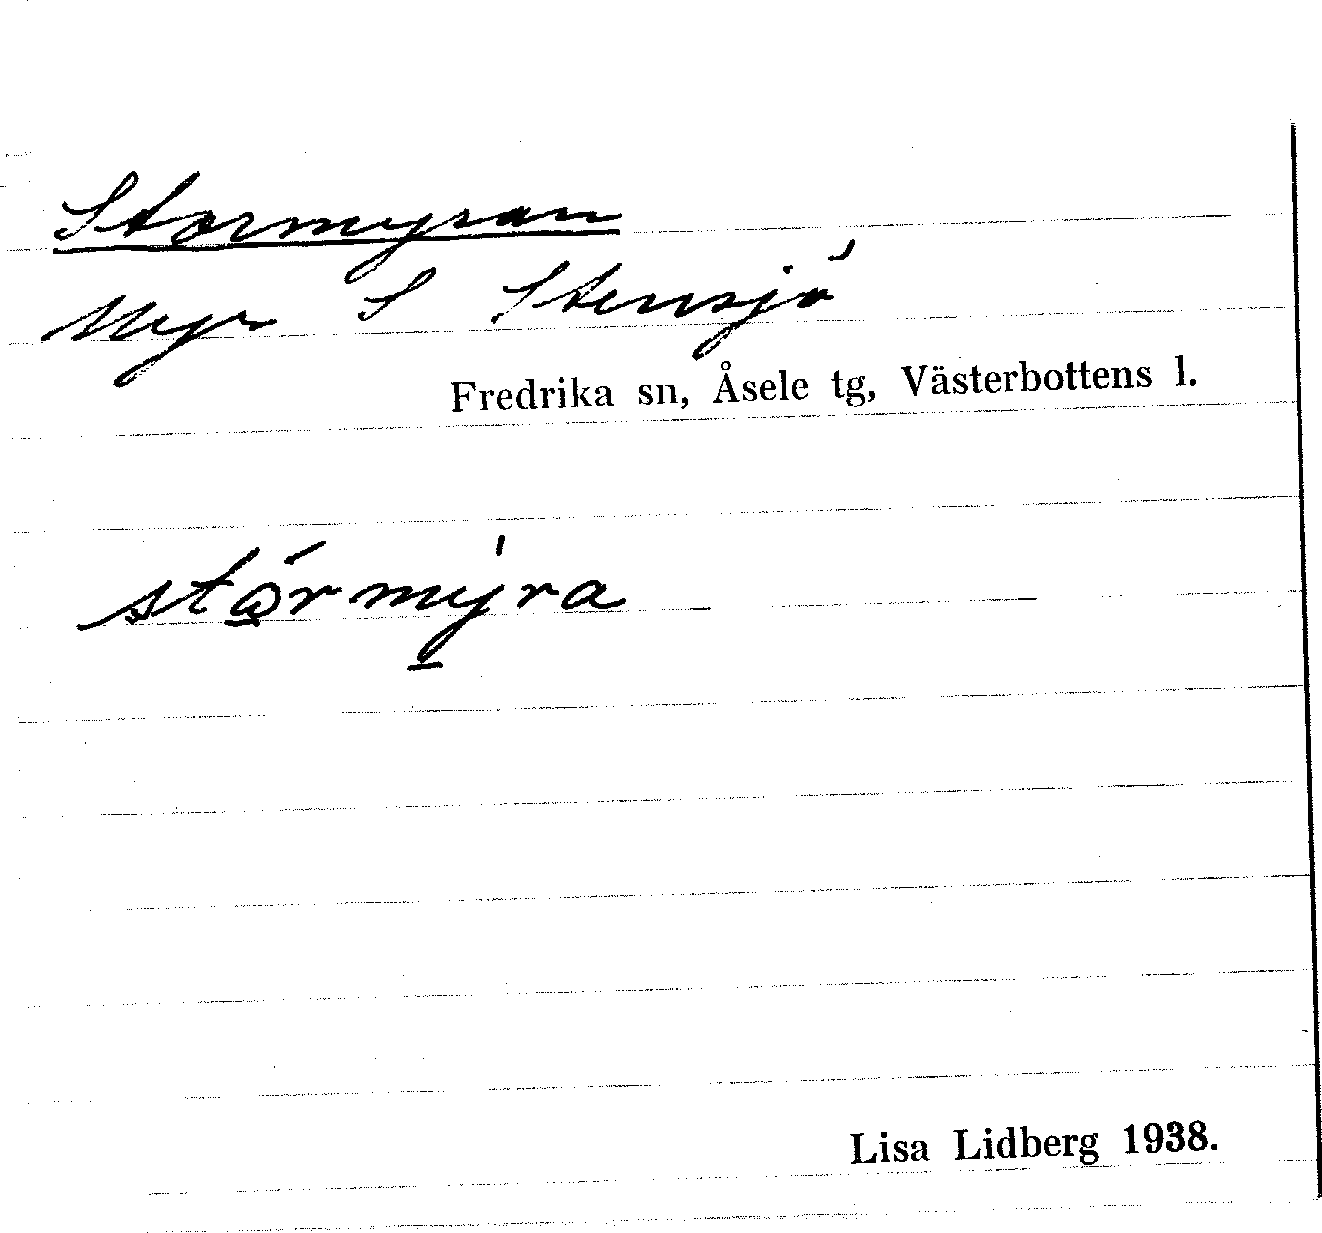 Stormyran
Myr S Stensjö
Fredrika sn, Åsele tg, Västerbottens l.
stórmýra
Lisa Lidberg 1938.